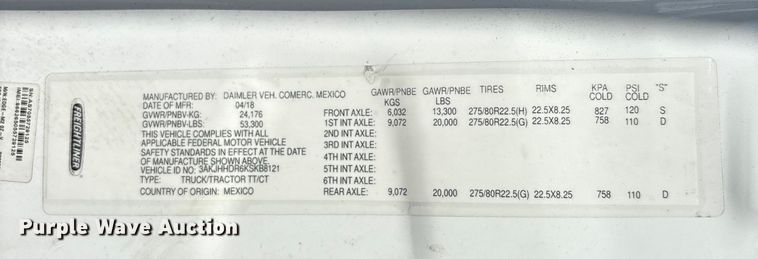 MANUFACTURED BY: DAIMLER VEH. COMERC. MEXICO
DATE OF MFR: 04/18
GVWR/PNBV-KG: 24,176
GVWR/PNBV-LBS: 53,300
THIS VEHICLE COMPLIES WITH ALL
APPLICABLE FEDERAL MOTOR VEHICLE
SAFETY STANDARDS IN EFFECT AT THE DATE
OF MANUFACTURE SHOWN ABOVE.
VEHICLE ID NO.: 3AKJHHDR6KSKB8121
TYPE: TRUCK/TRACTOR TT/CT
COUNTRY OF ORIGIN: MEXICO
GAWR/PNBE KGS GAWR/PNBE LBS TIRES RIMS KPA COLD PSI COLD "S"
FRONT AXLE: 6,032 13,300 275/80R22.5(H) 22.5X8.25 827 120 S
1ST INT AXLE: 9,072 20,000 275/80R22.5(G) 22.5X8.25 758 110 D
2ND INT AXLE:
3RD INT AXLE:
4TH INT AXLE:
5TH INT AXLE:
6TH INT AXLE:
REAR AXLE: 9,072 20,000 275/80R22.5(G) 22.5X8.25 758 110 D
FREIGHTLINER
Purple Wave Auction